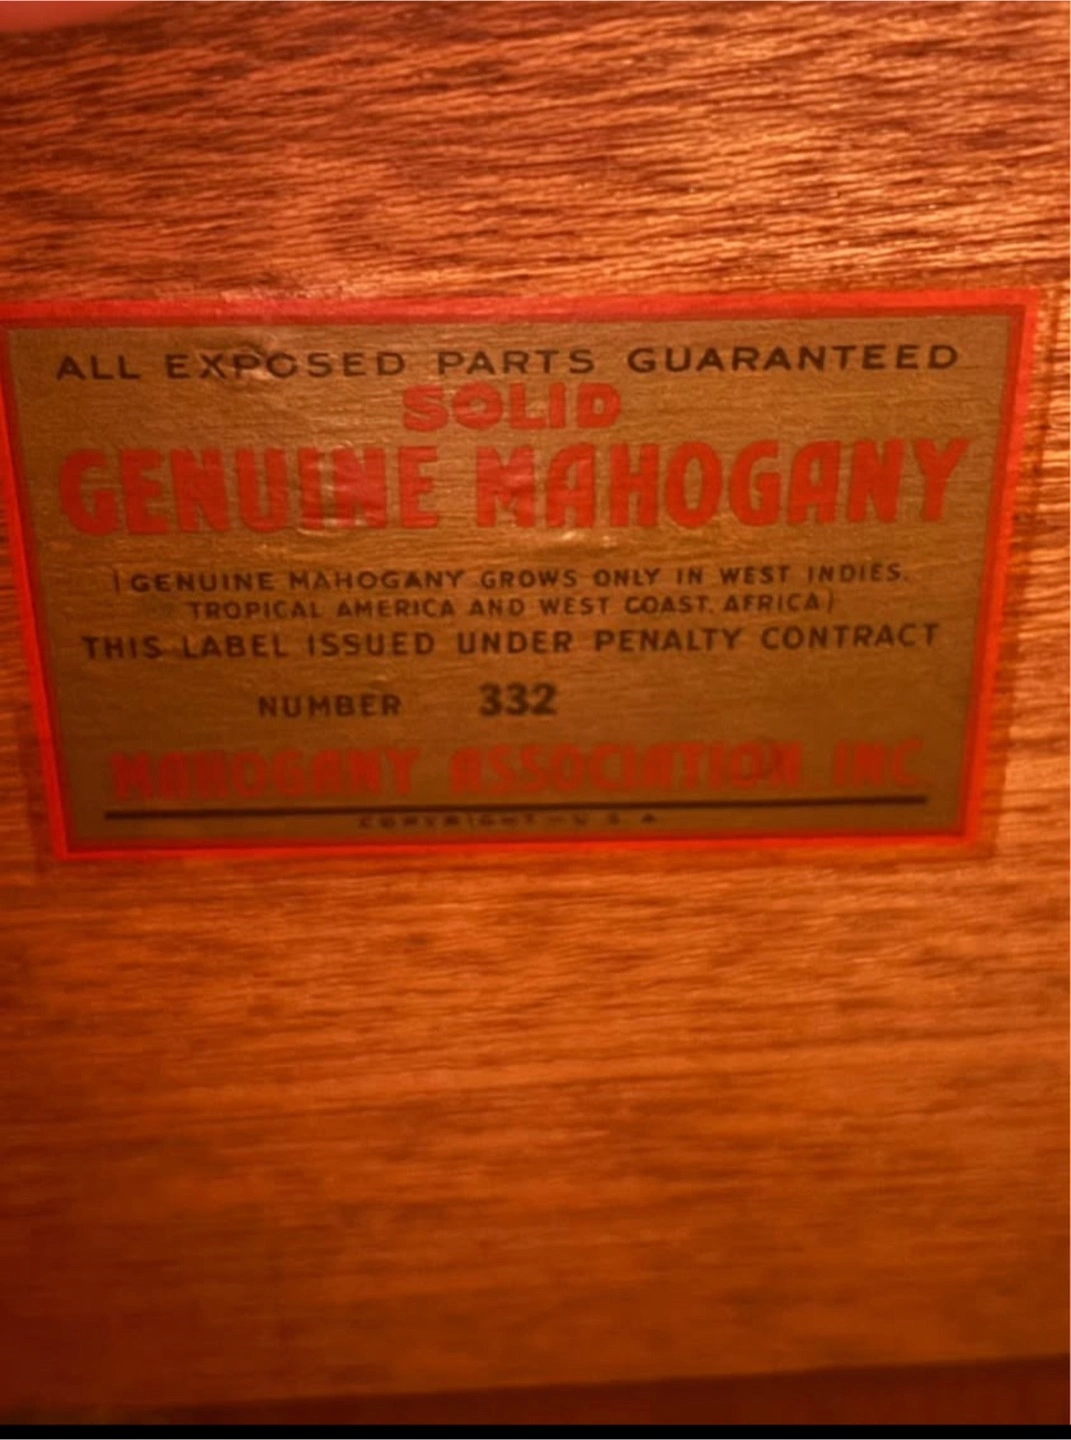 ALL EXPOSED PARTS GUARANTEED
SOLID
GENUINE MAHOGANY
(GENUINE MAHOGANY GROWS ONLY IN WEST INDIES,
TROPICAL AMERICA AND WEST COAST, AFRICA)
THIS LABEL ISSUED UNDER PENALTY CONTRACT
NUMBER 332
MAHOGANY ASSOCIATION INC
COPYRIGHT - U S A